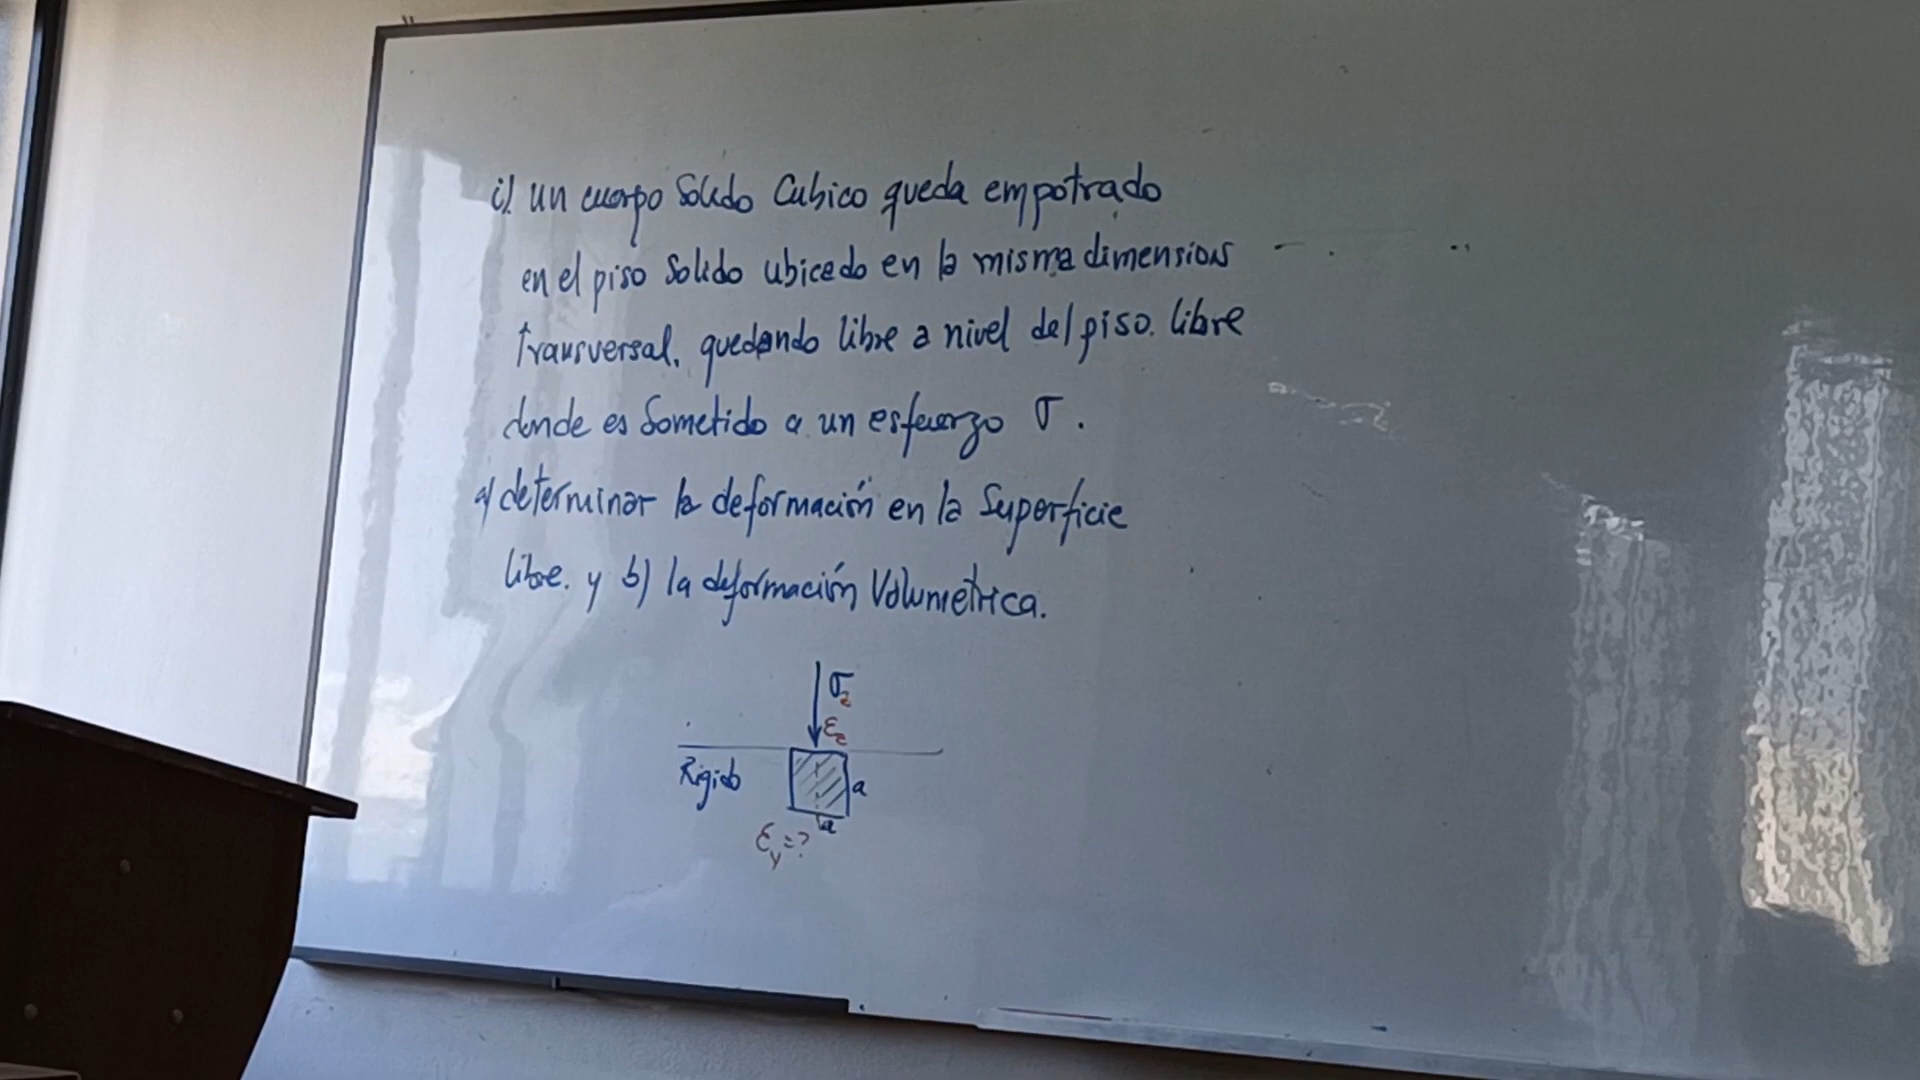 i) un cuerpo Solido Cubico queda empotrado
en el piso Solido ubicado en la misma dimensions
transversal, quedando libre a nivel del piso. libre
donde es Sometido a un esfuerzo σ.
a) determinar la deformación en la Superficie
libre. y b) la deformación Volumetrica.
σz
εz
Rigido
a
a
εy=?